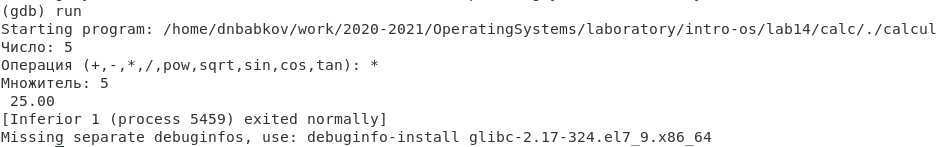 (gdb) run
Starting program: /home/dnbabkov/work/2020-2021/OperatingSystems/laboratory/intro-os/lab14/calc/./calcul
Число: 5
Операция (+,-,*,/,pow,sqrt,sin,cos,tan): *
Множитель: 5
 25.00
[Inferior 1 (process 5459) exited normally]
Missing separate debuginfos, use: debuginfo-install glibc-2.17-324.el7_9.x86_64